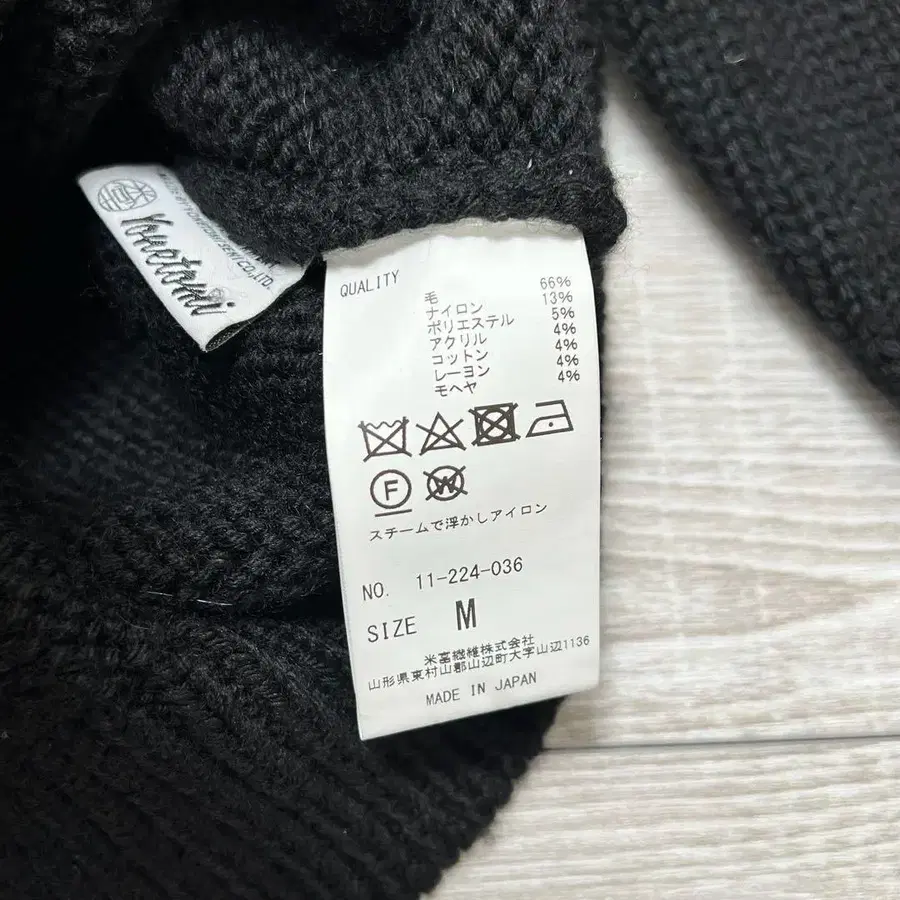 Yonetomi
CO.,LTD.
QUALITY
毛 66%
ナイロン 13%
ポリエステル 5%
アクリル 4%
コットン 4%
レーヨン 4%
モヘヤ 4%
F
W
スチームで浮かしアイロン
NO. 11-224-036
SIZE M
米富繊維株式会社
山形県東村山郡山辺町大字山辺1136
MADE IN JAPAN